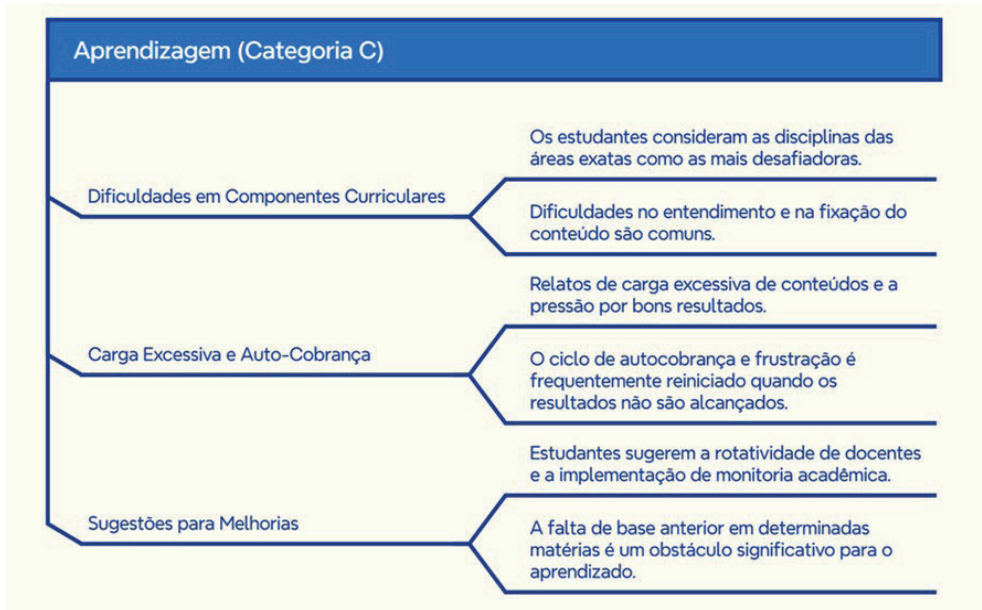 Aprendizagem (Categoria C)
Dificuldades em Componentes Curriculares
Os estudantes consideram as disciplinas das
áreas exatas como as mais desafiadoras.
Dificuldades no entendimento e na fixação do
conteúdo são comuns.
Carga Excessiva e Auto-Cobrança
Relatos de carga excessiva de conteúdos e a
pressão por bons resultados.
O ciclo de autocobrança e frustração é
frequentemente reiniciado quando os
resultados não são alcançados.
Sugestões para Melhorias
Estudantes sugerem a rotatividade de docentes
e a implementação de monitoria acadêmica.
A falta de base anterior em determinadas
matérias é um obstáculo significativo para o
aprendizado.